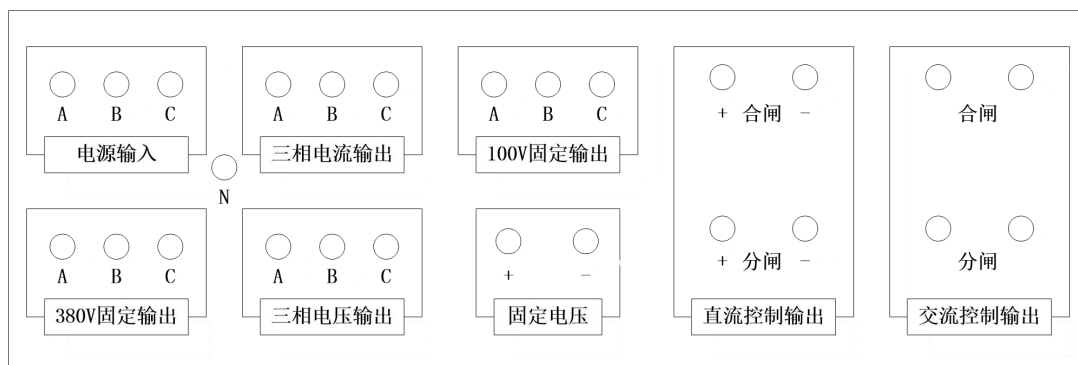 A B C
电源输入
A B C
三相电流输出
A B C
100V固定输出
+ 合闸 −
合闸
N
A B C
380V固定输出
A B C
三相电压输出
+ −
固定电压
+ 分闸 −
直流控制输出
分闸
交流控制输出